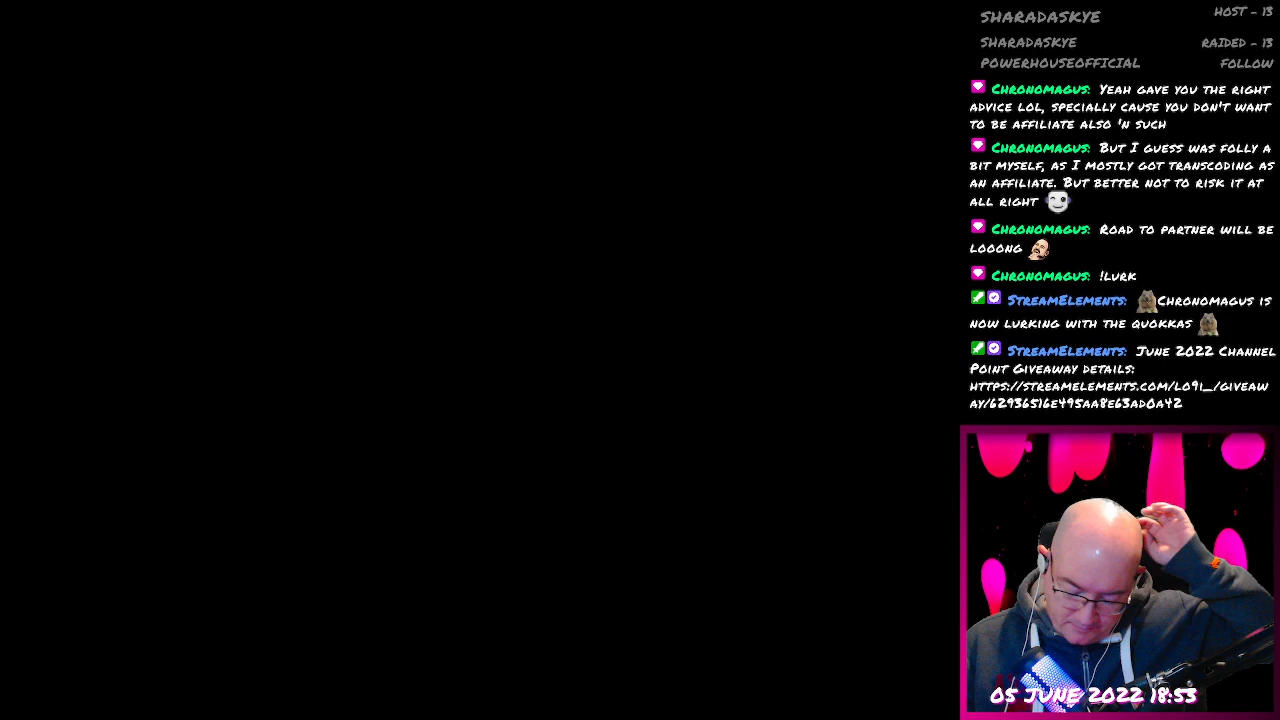 SHARADASKYE HOST - 13
SHARADASKYE RAIDED - 13
POWERHOUSEOFFICIAL FOLLOW
CHRONOMAGUS: YEAH GAVE YOU THE RIGHT
ADVICE LOL, SPECIALLY CAUSE YOU DON'T WANT
TO BE AFFILIATE ALSO 'N SUCH
CHRONOMAGUS: BUT I GUESS WAS FOLLY A
BIT MYSELF, AS I MOSTLY GOT TRANSCODING AS
AN AFFILIATE. BUT BETTER NOT TO RISK IT AT
ALL RIGHT
CHRONOMAGUS: ROAD TO PARTNER WILL BE
LOOONG
CHRONOMAGUS: !LURK
STREAMELEMENTS: CHRONOMAGUS IS
NOW LURKING WITH THE QUOKKAS
STREAMELEMENTS: JUNE 2022 CHANNEL
POINT GIVEAWAY DETAILS:
HTTPS://STREAMELEMENTS.COM/LO9I_/GIVEAW
AY/62936516E495AA8E63AD0A42
05 JUNE 2022 18:53